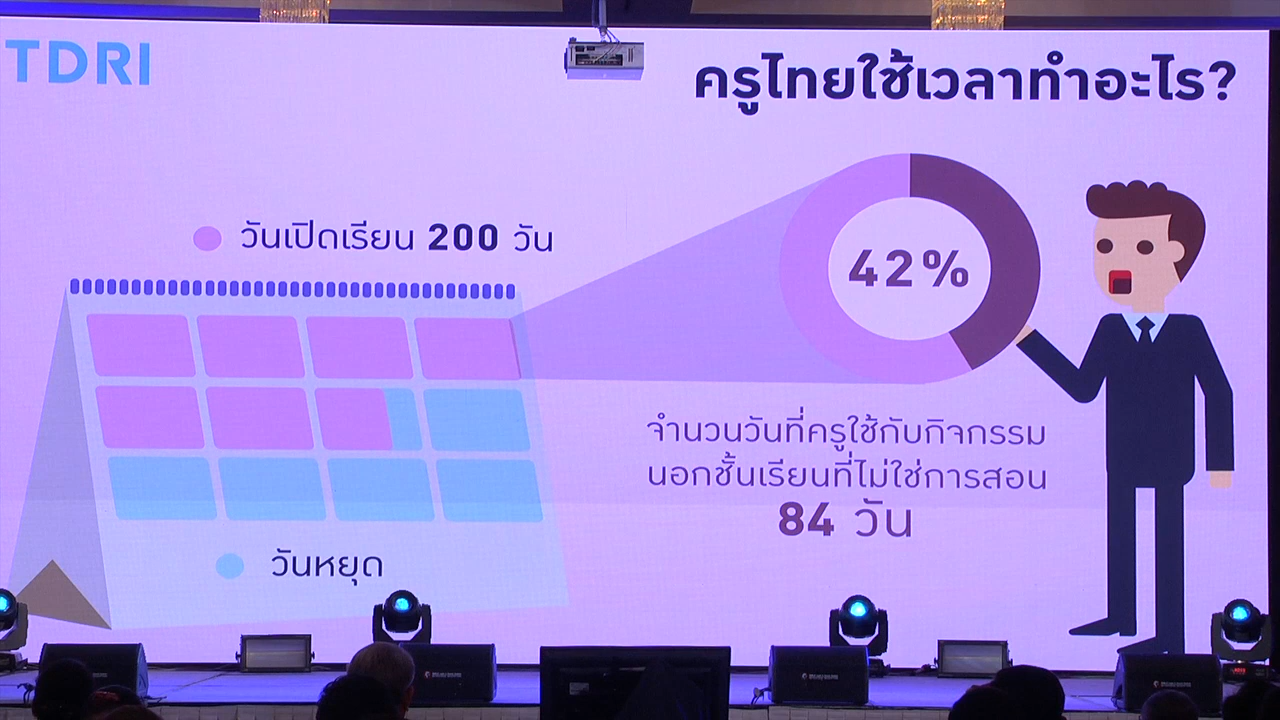 TDRI
ครูไทยใช้เวลาทำอะไร?
วันเปิดเรียน 200 วัน
42%
จำนวนวันที่ครูใช้กับกิจกรรม
นอกชั้นเรียนที่ไม่ใช่การสอน
84 วัน
วันหยุด